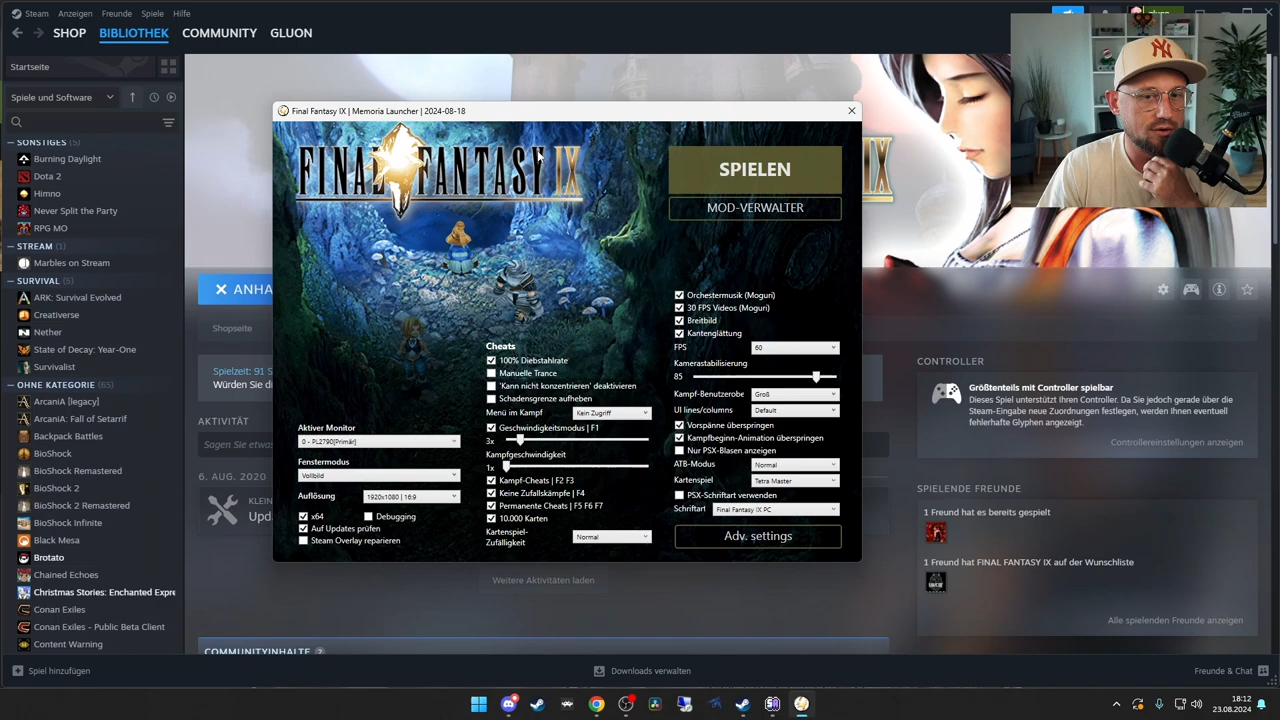 Steam Anzeigen Freunde Spiele Hilfe
SHOP BIBLIOTHEK COMMUNITY GLUON
Startseite
Spiele und Software
SONSTIGES (5)
Burning Daylight
Dota 2
Himno
Never Split the Party
RPG MO
STREAM (1)
Marbles on Stream
SURVIVAL (5)
ARK: Survival Evolved
Creativerse
Nether
State of Decay: Year-One
Survivalist
OHNE KATEGORIE (65)
ArcaniA [legacy]
ArcaniA: Fall of Setarrif
Backpack Battles
BioShock
BioShock Remastered
BioShock 2
BioShock 2 Remastered
BioShock Infinite
Black Mesa
Brotato
Chained Echoes
Christmas Stories: Enchanted Expre
Conan Exiles
Conan Exiles - Public Beta Client
Content Warning
Spiel hinzufügen
ANHA
Shopseite
Spielzeit: 91 S
Würden Sie di
AKTIVITÄT
Sagen Sie etwas
6. AUG. 2020
KLEIN
Upd
Weitere Aktivitäten laden
COMMUNITYINHALTE ?
Final Fantasy IX | Memoria Launcher | 2024-08-18
FINAL FANTASY IX
IX
SPIELEN
MOD-VERWALTER
Cheats
100% Diebstahlrate
Manuelle Trance
'Kann nicht konzentrieren' deaktivieren
Schadensgrenze aufheben
Menü im Kampf Kein Zugriff
Geschwindigkeitsmodus | F1
3x
Kampfgeschwindigkeit
1x
Kampf-Cheats | F2 F3
Keine Zufallskämpfe | F4
Permanente Cheats | F5 F6 F7
10.000 Karten
Kartenspiel-
Zufälligkeit Normal
Aktiver Monitor
0 - PL2790[Primär]
Fenstermodus
Vollbild
Auflösung 1920x1080 | 16:9
x64 Debugging
Auf Updates prüfen
Steam Overlay reparieren
Orchestermusik (Moguri)
30 FPS Videos (Moguri)
Breitbild
Kantenglättung
FPS 60
Kamerastabilisierung
85
Kampf-Benutzerobe Groß
UI lines/columns Default
Vorspänne überspringen
Kampfbeginn-Animation überspringen
Nur PSX-Blasen anzeigen
ATB-Modus Normal
Kartenspiel Tetra Master
PSX-Schriftart verwenden
Schriftart Final Fantasy IX PC
Adv. settings
CONTROLLER
Größtenteils mit Controller spielbar
Dieses Spiel unterstützt Ihren Controller. Da Sie jedoch gerade über die
Steam-Eingabe neue Zuordnungen festlegen, werden Ihnen eventuell
fehlerhafte Glyphen angezeigt.
Controllereinstellungen anzeigen
SPIELENDE FREUNDE
1 Freund hat es bereits gespielt
1 Freund hat FINAL FANTASY IX auf der Wunschliste
Alle spielenden Freunde anzeigen
Downloads verwalten
Freunde & Chat
18:12
23.08.2024